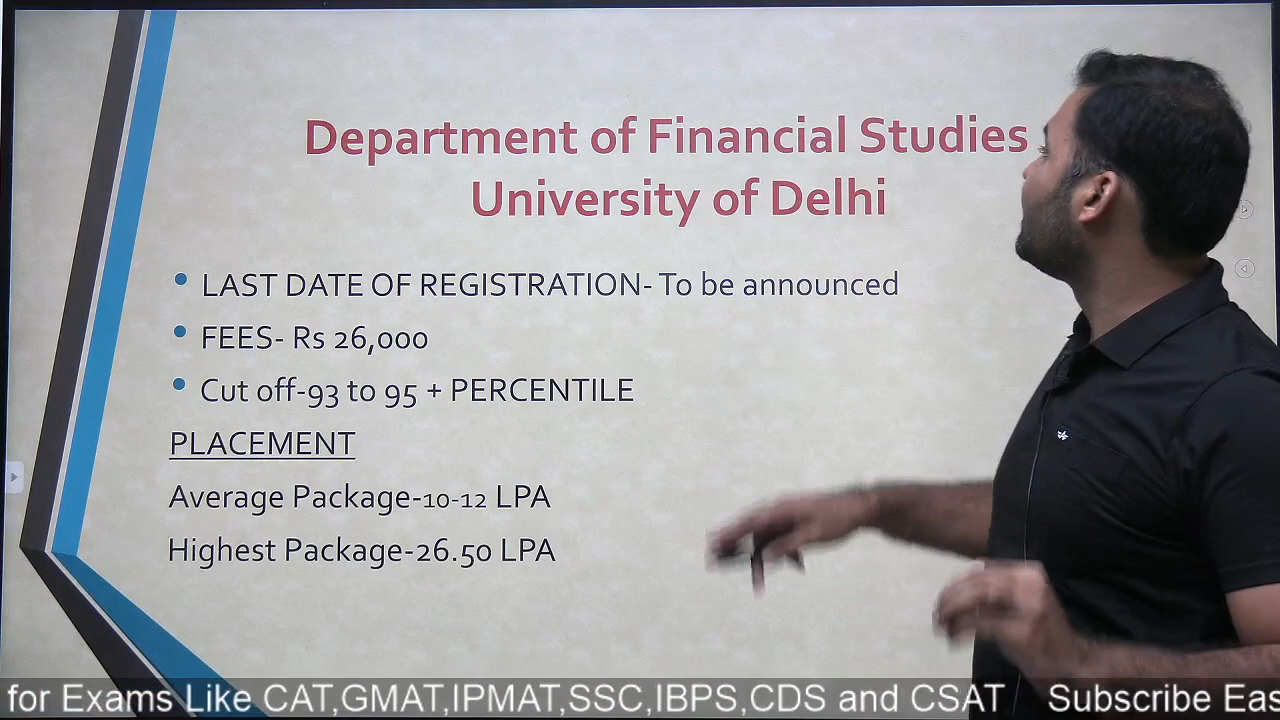 Department of Financial Studies
University of Delhi
• LAST DATE OF REGISTRATION- To be announced
• FEES- Rs 26,000
• Cut off-93 to 95 + PERCENTILE
PLACEMENT
Average Package-10-12 LPA
Highest Package-26.50 LPA
for Exams Like CAT,GMAT,IPMAT,SSC,IBPS,CDS and CSAT Subscribe Eas